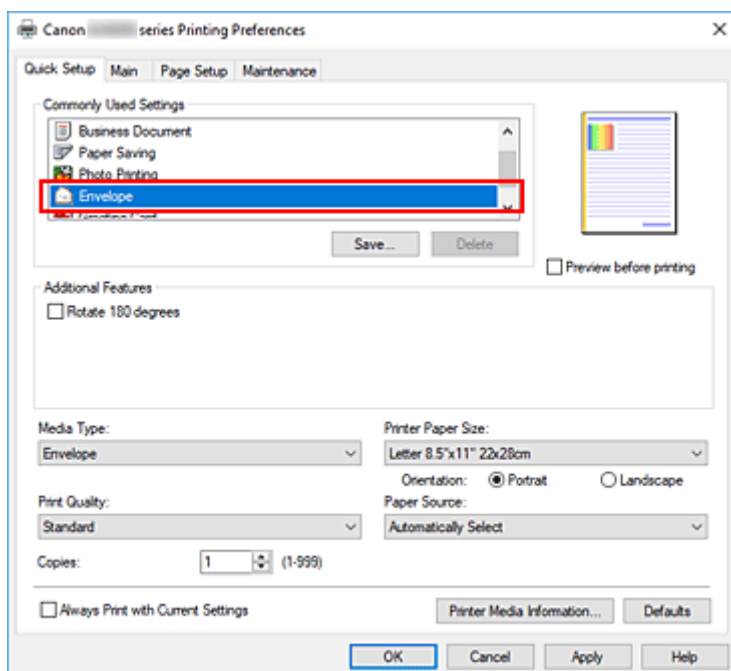 Canon series Printing Preferences
Quick Setup Main Page Setup Maintenance
Commonly Used Settings
Business Document
Paper Saving
Photo Printing
Envelope
Save... Delete
Preview before printing
Additional Features
Rotate 180 degrees
Media Type: Printer Paper Size:
Envelope Letter 8.5"x11" 22x28cm
Orientation: Portrait Landscape
Print Quality: Paper Source:
Standard Automatically Select
Copies: 1 (1-999)
Always Print with Current Settings Printer Media Information... Defaults
OK Cancel Apply Help